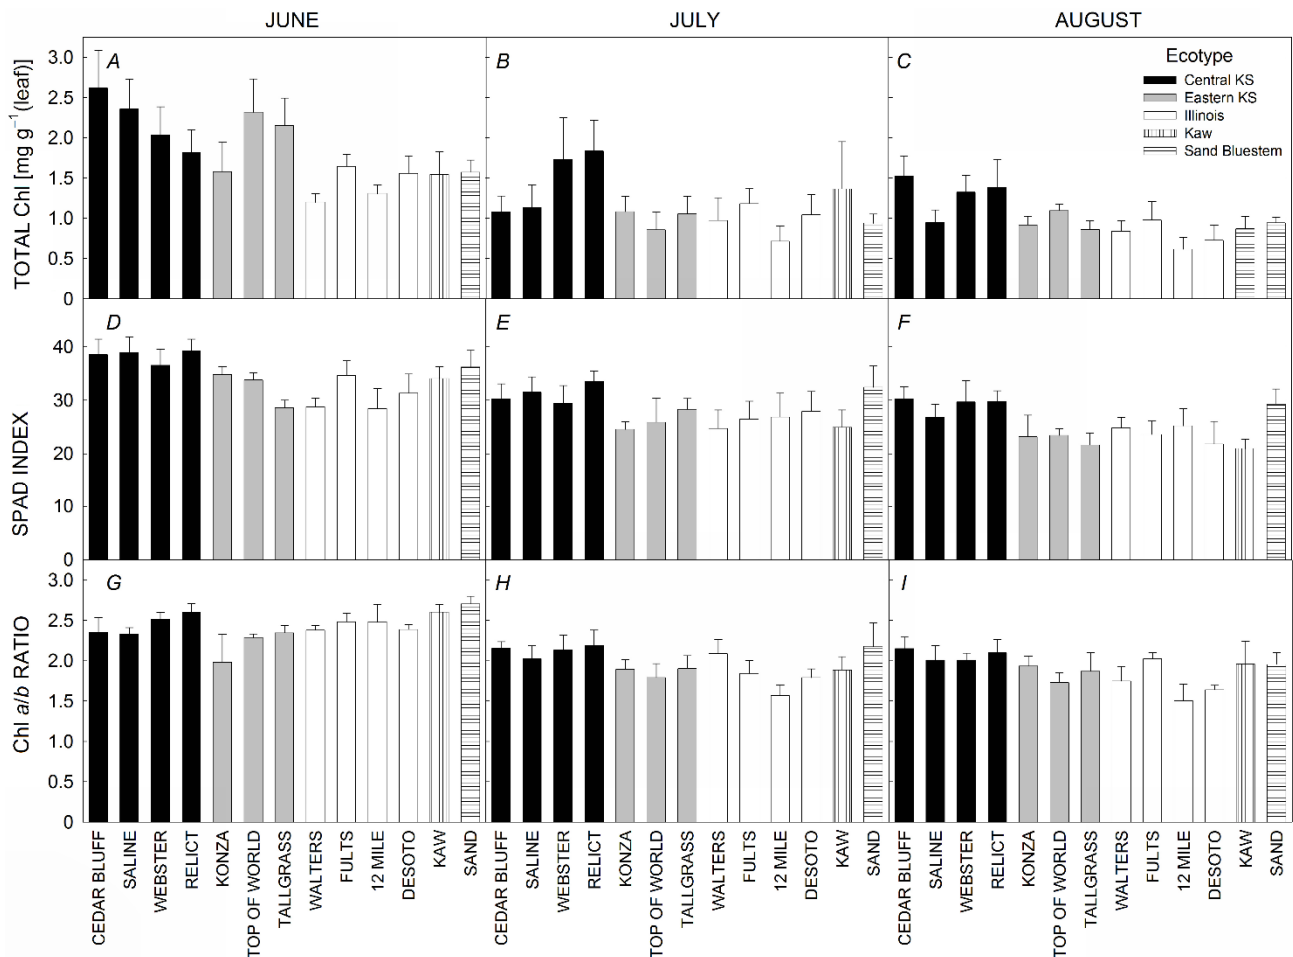 JUNE
JULY
AUGUST
TOTAL Chl [mg g⁻¹(leaf)]
3.0
2.5
2.0
1.5
1.0
0.5
0
A
B
C
Ecotype
Central KS
Eastern KS
Illinois
Kaw
Sand Bluestem
SPAD INDEX
40
30
20
10
0
D
E
F
Chl a/b RATIO
3.0
2.5
2.0
1.5
1.0
0.5
0
G
H
I
CEDAR BLUFF
SALINE
WEBSTER
RELICT
KONZA
TOP OF WORLD
TALLGRASS
WALTERS
FULTS
12 MILE
DESOTO
KAW
SAND
CEDAR BLUFF
SALINE
WEBSTER
RELICT
KONZA
TOP OF WORLD
TALLGRASS
WALTERS
FULTS
12 MILE
DESOTO
KAW
SAND
CEDAR BLUFF
SALINE
WEBSTER
RELICT
KONZA
TOP OF WORLD
TALLGRASS
WALTERS
FULTS
12 MILE
DESOTO
KAW
SAND